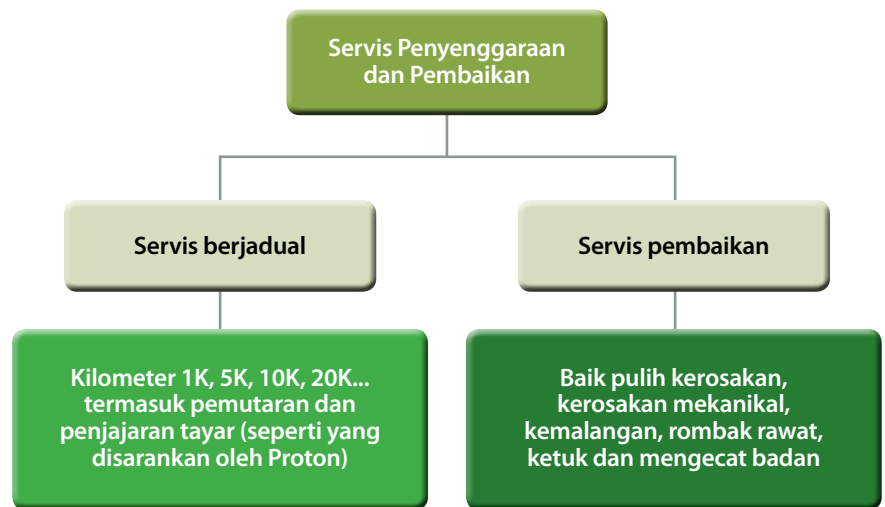 Servis Penyenggaraan
dan Pembaikan
Servis berjadual
Servis pembaikan
Kilometer 1K, 5K, 10K, 20K...
termasuk pemutaran dan
penjajaran tayar (seperti yang
disarankan oleh Proton)
Baik pulih kerosakan,
kerosakan mekanikal,
kemalangan, rombak rawat,
ketuk dan mengecat badan